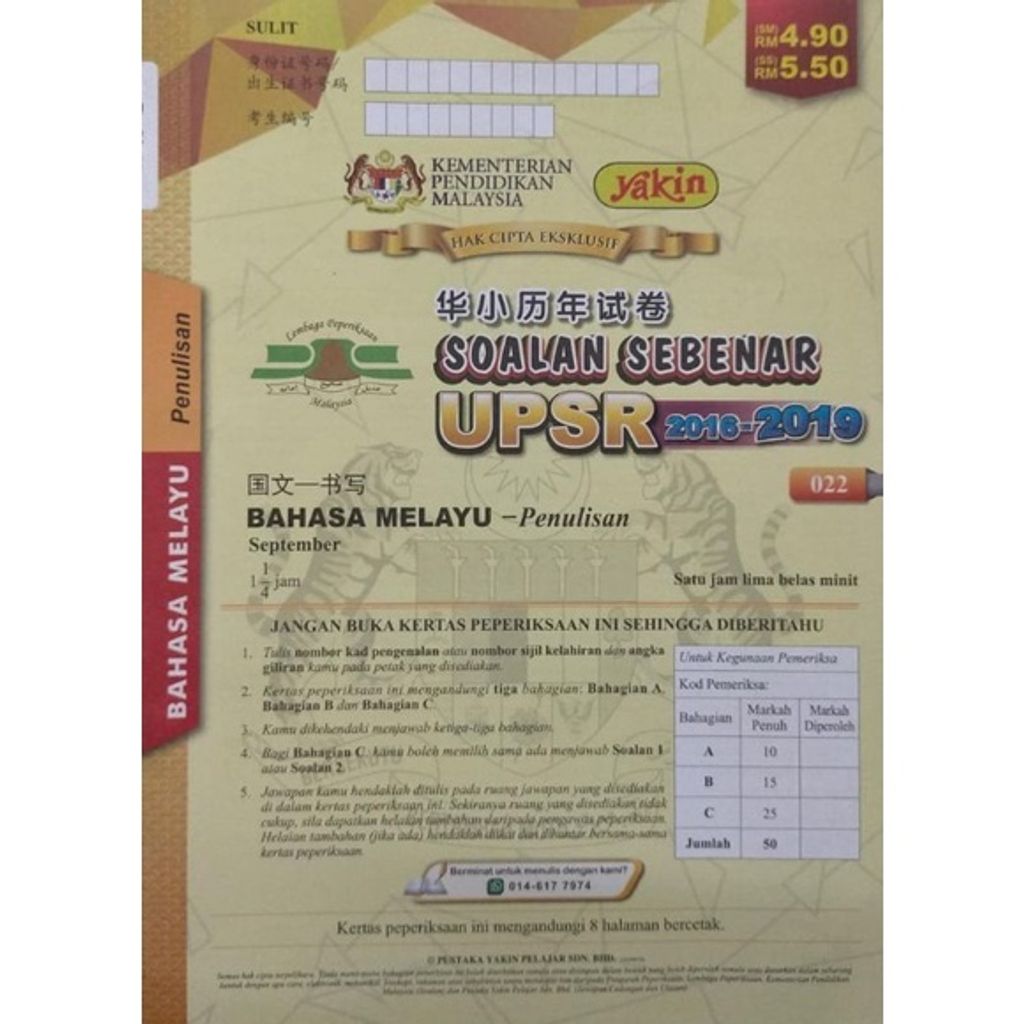 SULIT
身份证号码/
出生证书号码
考生编号
(SM) RM4.90
(SS) RM5.50
KEMENTERIAN
PENDIDIKAN
MALAYSIA
yakin
HAK CIPTA EKSKLUSIF
Lembaga Peperiksaan
Malaysia
华小历年试卷
SOALAN SEBENAR
UPSR 2016-2019
022
Penulisan
BAHASA MELAYU
国文—书写
BAHASA MELAYU –Penulisan
September
1 1/4 jam
Satu jam lima belas minit
JANGAN BUKA KERTAS PEPERIKSAAN INI SEHINGGA DIBERITAHU
1. Tulis nombor kad pengenalan atau nombor sijil kelahiran dan angka
giliran kamu pada petak yang disediakan.
2. Kertas peperiksaan ini mengandungi tiga bahagian: Bahagian A,
Bahagian B dan Bahagian C.
3. Kamu dikehendaki menjawab ketiga-tiga bahagian.
4. Bagi Bahagian C, kamu boleh memilih sama ada menjawab Soalan 1
atau Soalan 2.
5. Jawapan kamu hendaklah ditulis pada ruang jawapan yang disediakan
di dalam kertas peperiksaan ini. Sekiranya ruang yang disediakan tidak
cukup, sila dapatkan helaian tambahan daripada pengawas peperiksaan.
Helaian tambahan (jika ada) hendaklah diikat dan dihantar bersama-sama
kertas peperiksaan.
Untuk Kegunaan Pemeriksa
Kod Pemeriksa:
Bahagian Markah Penuh Markah Diperoleh
A 10
B 15
C 25
Jumlah 50
Berminat untuk menulis dengan kami?
014-617 7974
Kertas peperiksaan ini mengandungi 8 halaman bercetak.
© PUSTAKA YAKIN PELAJAR SDN. BHD.